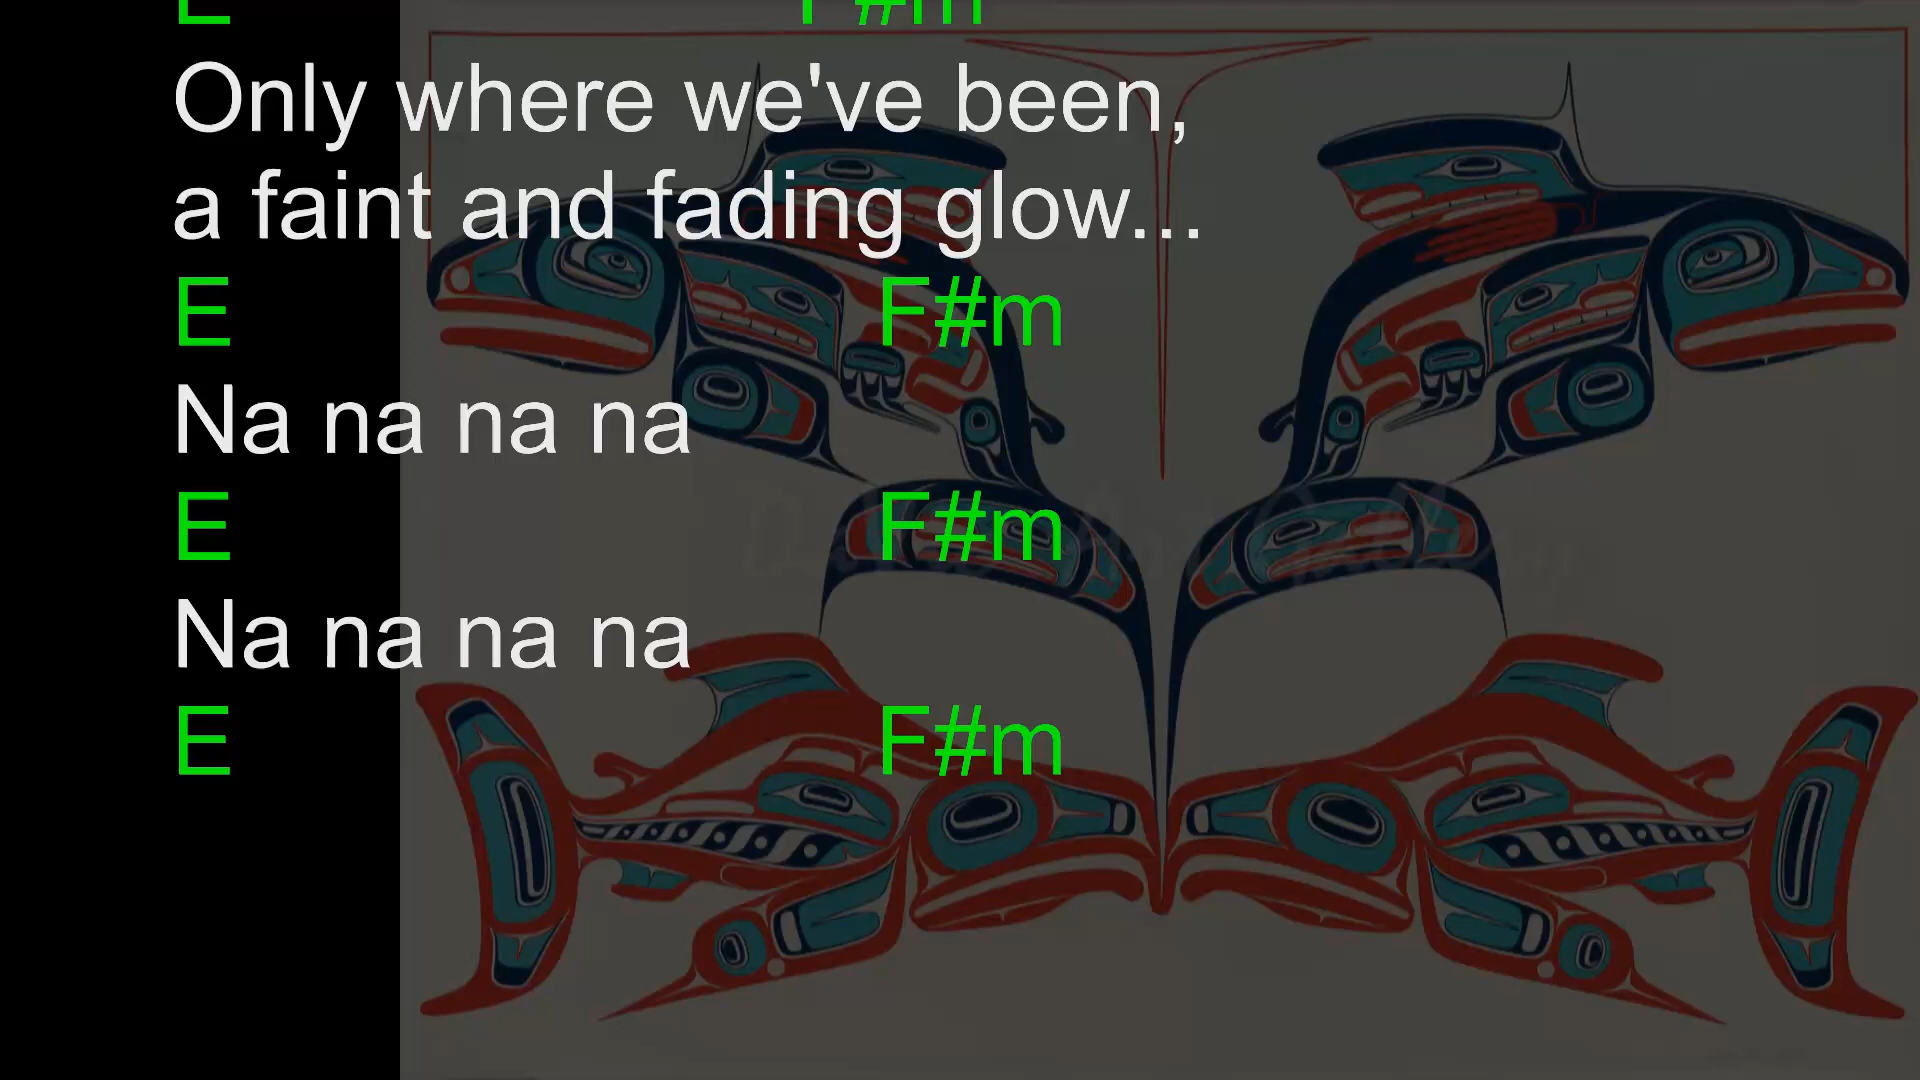 E F#m
Only where we've been,
a faint and fading glow...
E F#m
Na na na na
E F#m
Na na na na
E F#m